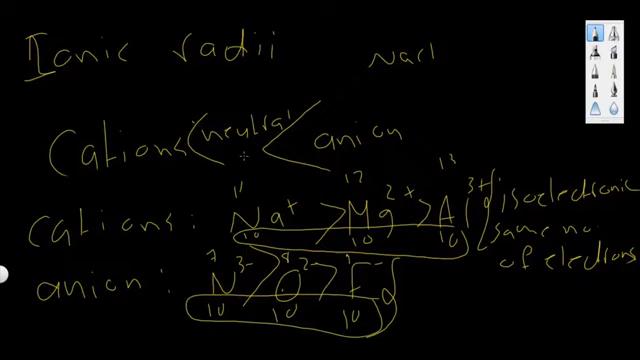 Ionic radii
NaCl
Cations < neutral < anion
11 12 13
cations : Na⁺ > Mg²⁺ > Al³⁺ isoelectronic
10 10 10 same no.
of electrons
7 8 9
anion : N³⁻ > O²⁻ > F⁻
10 10 10